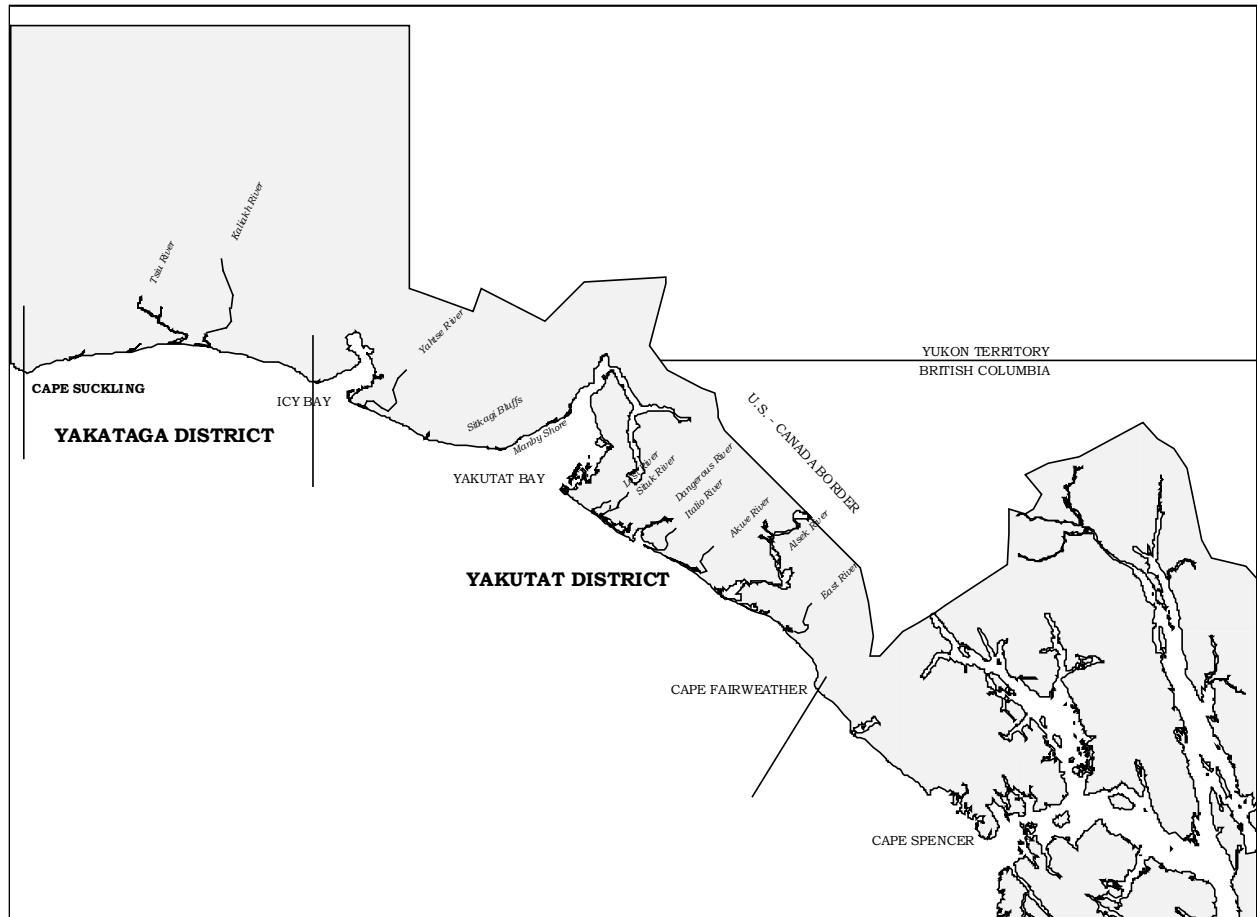 Kaliakh River
Tsiu River
Yahtse River
YUKON TERRITORY
BRITISH COLUMBIA
CAPE SUCKLING
ICY BAY
U.S. - CANADA BORDER
Sitkagi Bluffs
YAKATAGA DISTRICT
Manby Shore
YAKUTAT BAY
River
Situk River
Dangerous River
Italio River
Akwe River
Alsek River
YAKUTAT DISTRICT
East River
CAPE FAIRWEATHER
CAPE SPENCER